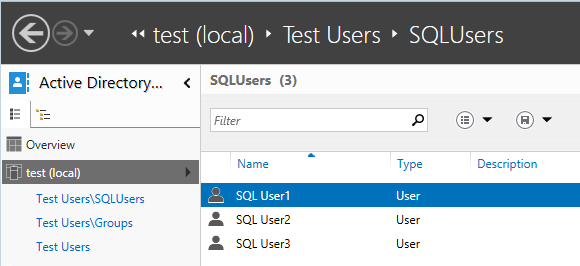 test (local) Test Users SQLUsers
Active Directory...
Overview
test (local)
Test Users\SQLUsers
Test Users\Groups
Test Users
SQLUsers (3)
Filter
Name Type Description
SQL User1 User
SQL User2 User
SQL User3 User